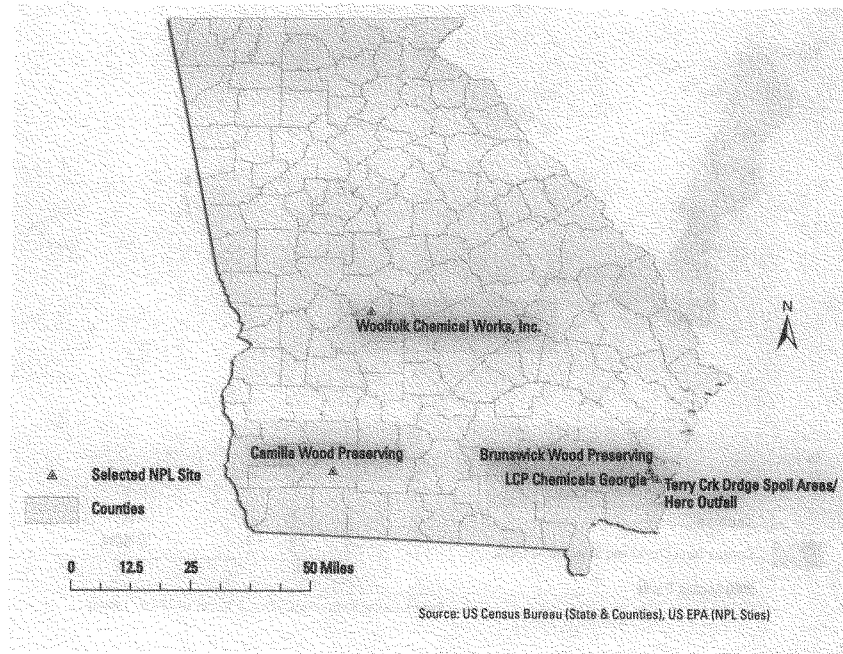 N
Woolfolk Chemical Works, Inc.
Camilla Wood Preserving
Brunswick Wood Preserving
LCP Chemicals Georgia
Terry Crk Drdge Spoil Areas/
Herc Outfall
Selected NPL Site
Counties
0 12.5 25 50 Miles
Source: US Census Bureau (State & Counties), US EPA (NPL Sties)